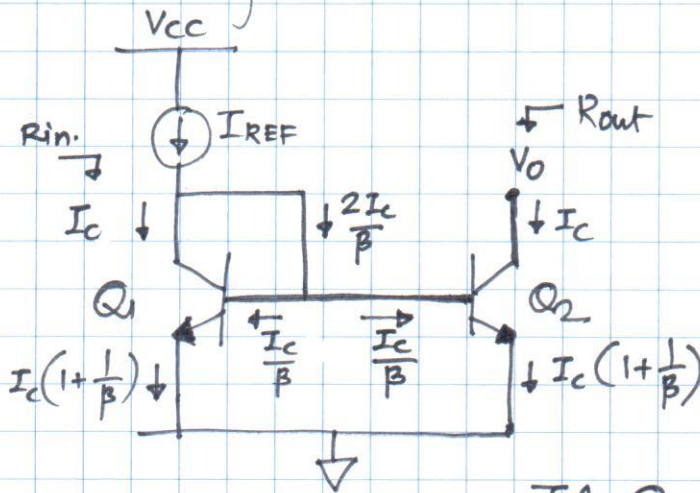 VCC
IREF
Rin.
Rout
Vo
Ic
2Ic/β
Ic
Q1
Q2
Ic/β
Ic/β
Ic(1+1/β)
Ic(1+1/β)